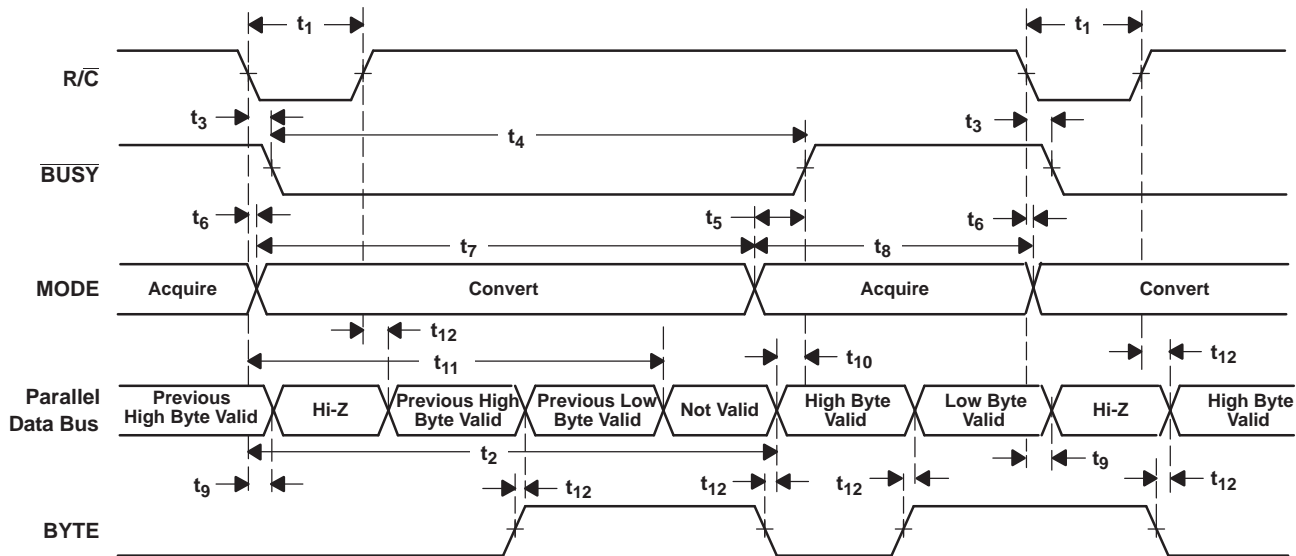 t1
t1
R/C̅
t3
t4
t3
B̅U̅S̅Y̅
t6
t5
t6
t7
t8
MODE
Acquire
Convert
Acquire
Convert
t12
t11
t10
t12
Parallel
Data Bus
Previous
High Byte Valid
Hi-Z
Previous High
Byte Valid
Previous Low
Byte Valid
Not Valid
High Byte
Valid
Low Byte
Valid
Hi-Z
High Byte
Valid
t2
t9
t9
t12
t12
t12
t12
BYTE